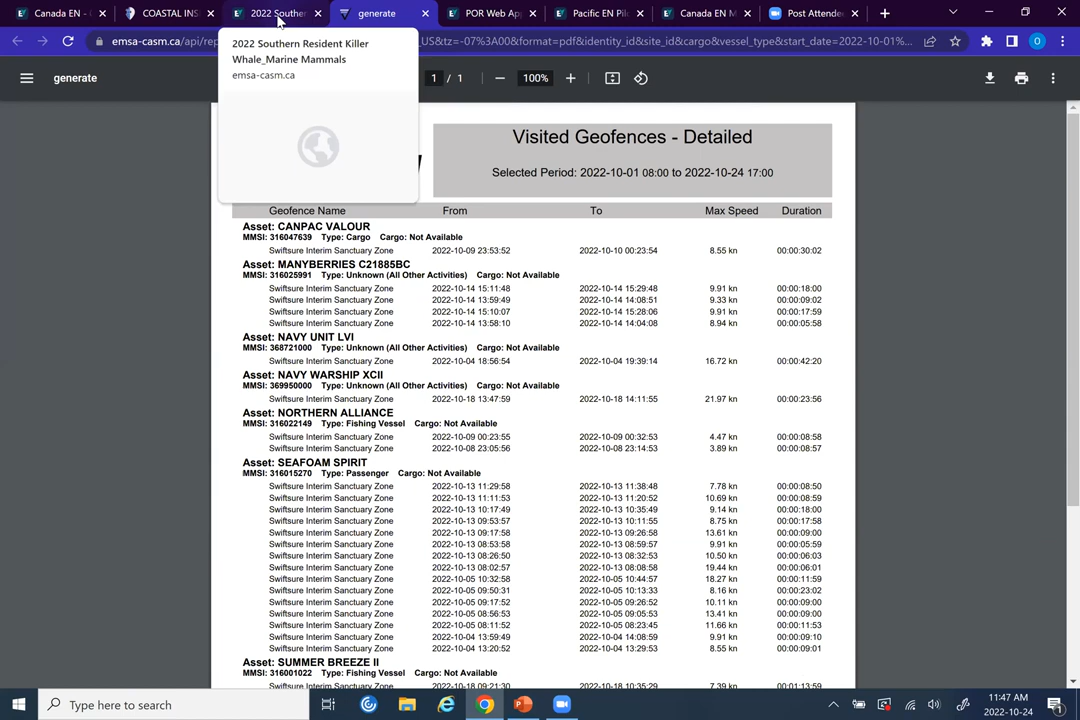 Canada EN -
COASTAL INS
2022 Souther
generate
POR Web Ap
Pacific EN Pil
Canada EN M
Post Attende
emsa-casm.ca/api/rep
_US&tz=-07%3A00&format=pdf&identity_id&site_id&cargo&vessel_type&start_date=2022-10-01%...
O
2022 Southern Resident Killer
Whale_Marine Mammals
emsa-casm.ca
generate
1 / 1
100%
Visited Geofences - Detailed
Selected Period: 2022-10-01 08:00 to 2022-10-24 17:00
Geofence Name From To Max Speed Duration
Asset: CANPAC VALOUR
MMSI: 316047639 Type: Cargo Cargo: Not Available
Swiftsure Interim Sanctuary Zone 2022-10-09 23:53:52 2022-10-10 00:23:54 8.55 kn 00:00:30:02
Asset: MANYBERRIES C21885BC
MMSI: 316025991 Type: Unknown (All Other Activities) Cargo: Not Available
Swiftsure Interim Sanctuary Zone 2022-10-14 15:11:48 2022-10-14 15:29:48 9.91 kn 00:00:18:00
Swiftsure Interim Sanctuary Zone 2022-10-14 13:59:49 2022-10-14 14:08:51 9.33 kn 00:00:09:02
Swiftsure Interim Sanctuary Zone 2022-10-14 15:10:07 2022-10-14 15:28:06 9.91 kn 00:00:17:59
Swiftsure Interim Sanctuary Zone 2022-10-14 13:58:10 2022-10-14 14:04:08 8.94 kn 00:00:05:58
Asset: NAVY UNIT LVI
MMSI: 368721000 Type: Unknown (All Other Activities) Cargo: Not Available
Swiftsure Interim Sanctuary Zone 2022-10-04 18:56:54 2022-10-04 19:39:14 16.72 kn 00:00:42:20
Asset: NAVY WARSHIP XCII
MMSI: 369950000 Type: Unknown (All Other Activities) Cargo: Not Available
Swiftsure Interim Sanctuary Zone 2022-10-18 13:47:59 2022-10-18 14:11:55 21.97 kn 00:00:23:56
Asset: NORTHERN ALLIANCE
MMSI: 316022149 Type: Fishing Vessel Cargo: Not Available
Swiftsure Interim Sanctuary Zone 2022-10-09 00:23:55 2022-10-09 00:32:53 4.47 kn 00:00:08:58
Swiftsure Interim Sanctuary Zone 2022-10-08 23:05:56 2022-10-08 23:14:53 3.89 kn 00:00:08:57
Asset: SEAFOAM SPIRIT
MMSI: 316015270 Type: Passenger Cargo: Not Available
Swiftsure Interim Sanctuary Zone 2022-10-13 11:29:58 2022-10-13 11:38:48 7.78 kn 00:00:08:50
Swiftsure Interim Sanctuary Zone 2022-10-13 11:11:53 2022-10-13 11:20:52 10.69 kn 00:00:08:59
Swiftsure Interim Sanctuary Zone 2022-10-13 10:17:49 2022-10-13 10:35:49 9.14 kn 00:00:18:00
Swiftsure Interim Sanctuary Zone 2022-10-13 09:53:57 2022-10-13 10:11:55 8.75 kn 00:00:17:58
Swiftsure Interim Sanctuary Zone 2022-10-13 09:17:58 2022-10-13 09:26:58 13.61 kn 00:00:09:00
Swiftsure Interim Sanctuary Zone 2022-10-13 08:53:58 2022-10-13 08:59:57 9.91 kn 00:00:05:59
Swiftsure Interim Sanctuary Zone 2022-10-13 08:26:50 2022-10-13 08:32:53 10.50 kn 00:00:06:03
Swiftsure Interim Sanctuary Zone 2022-10-13 08:02:57 2022-10-13 08:08:58 19.44 kn 00:00:06:01
Swiftsure Interim Sanctuary Zone 2022-10-05 10:32:58 2022-10-05 10:44:57 18.27 kn 00:00:11:59
Swiftsure Interim Sanctuary Zone 2022-10-05 09:50:31 2022-10-05 10:13:33 8.16 kn 00:00:23:02
Swiftsure Interim Sanctuary Zone 2022-10-05 09:17:52 2022-10-05 09:26:52 10.11 kn 00:00:09:00
Swiftsure Interim Sanctuary Zone 2022-10-05 08:56:53 2022-10-05 09:05:53 13.41 kn 00:00:09:00
Swiftsure Interim Sanctuary Zone 2022-10-05 08:11:52 2022-10-05 08:23:45 11.66 kn 00:00:11:53
Swiftsure Interim Sanctuary Zone 2022-10-04 13:59:49 2022-10-04 14:08:59 9.91 kn 00:00:09:10
Swiftsure Interim Sanctuary Zone 2022-10-04 13:20:52 2022-10-04 13:29:53 8.55 kn 00:00:09:01
Asset: SUMMER BREEZE II
MMSI: 316001022 Type: Fishing Vessel Cargo: Not Available
Swiftsure Interim Sanctuary Zone 2022-10-10 09:21:30 2022-10-10 10:35:29 7.39 kn 00:01:13:59
Type here to search
11:47 AM
2022-10-24
1